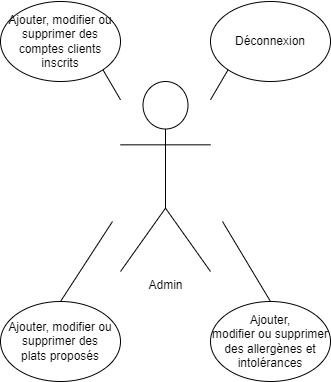 Ajouter, modifier ou
supprimer des
comptes clients
inscrits
Déconnexion
Admin
Ajouter, modifier ou
supprimer des
plats proposés
Ajouter,
modifier ou supprimer
des allergènes et
intolérances